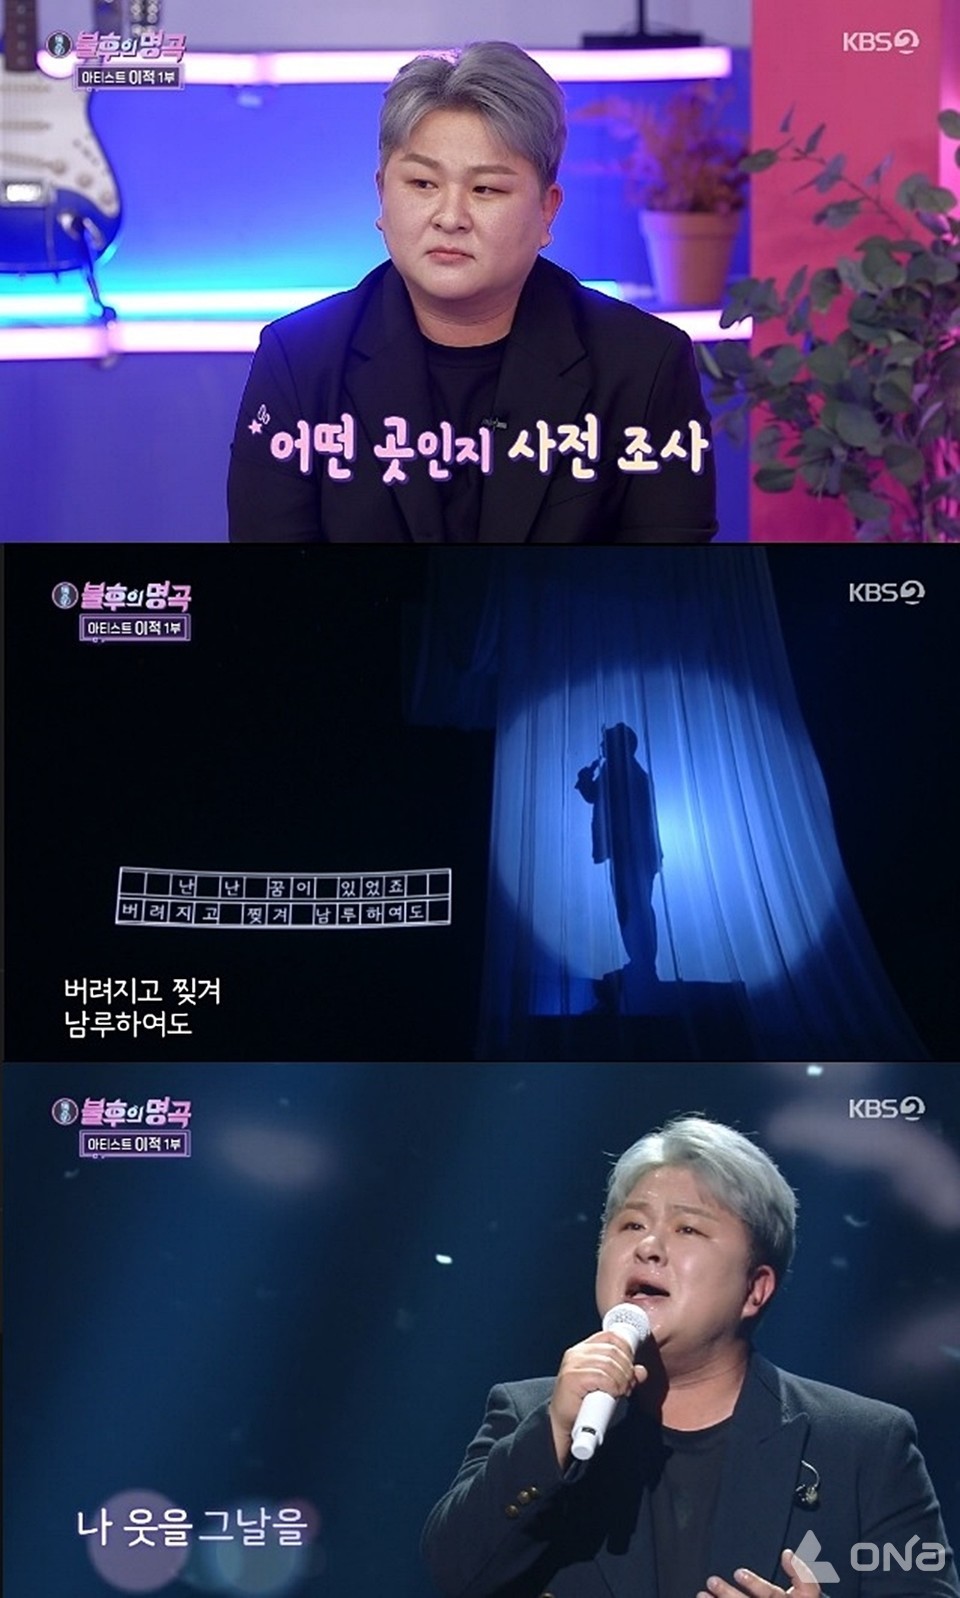 불후의 명곡
KBS2
아티스트 이적 1부
어떤 곳인지 사전 조사
불후의 명곡
KBS2
아티스트 이적 1부
난 난 꿈이 있었죠
버려지고 찢겨 남루하여도
버려지고 찢겨
남루하여도
불후의 명곡
KBS2
아티스트 이적 1부
나 웃을 그날을
ONa